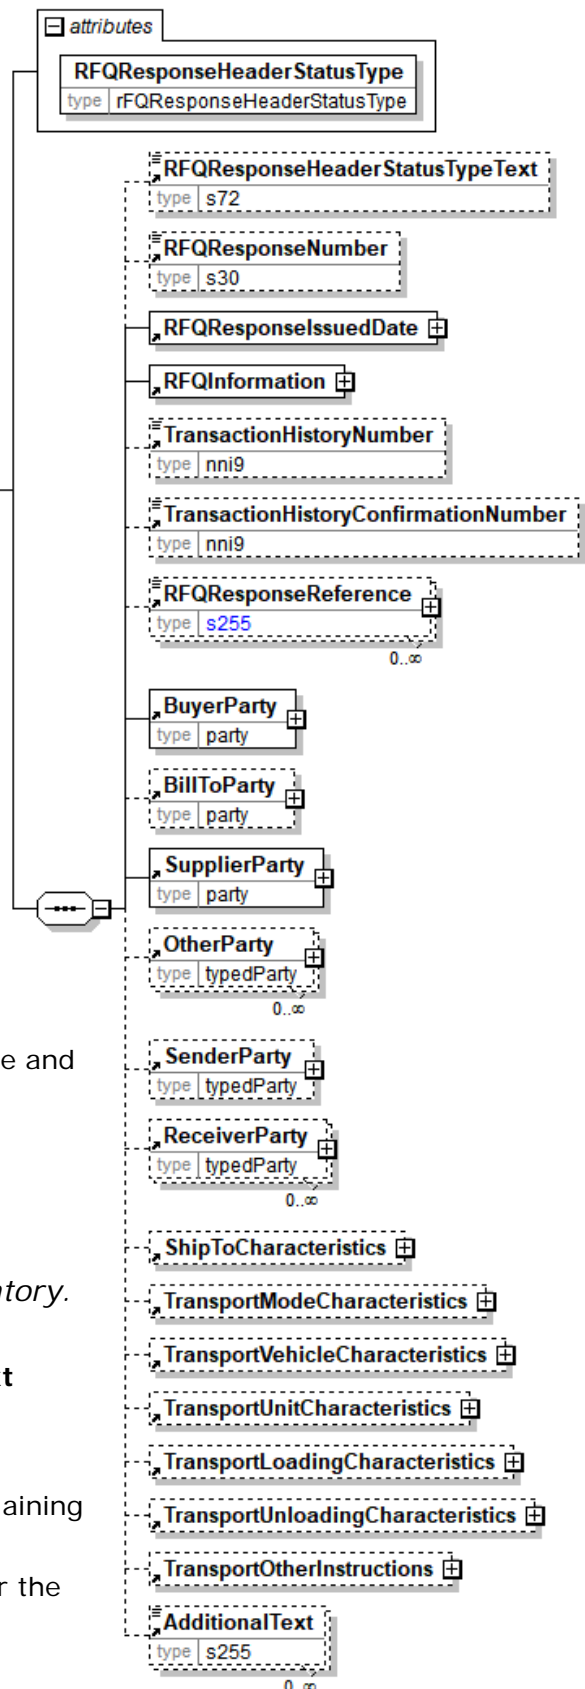 attributes
RFQResponseHeaderStatusType
type rFQResponseHeaderStatusType
RFQResponseHeaderStatusTypeText
type s72
RFQResponseNumber
type s30
RFQResponseIssuedDate
RFQInformation
TransactionHistoryNumber
type nni9
TransactionHistoryConfirmationNumber
type nni9
RFQResponseReference
type s255
0..∞
BuyerParty
type party
BillToParty
type party
SupplierParty
type party
OtherParty
type typedParty
0..∞
e and
SenderParty
type typedParty
ReceiverParty
type typedParty
0..∞
ShipToCharacteristics
ntory.
TransportModeCharacteristics
TransportVehicleCharacteristics
xt
TransportUnitCharacteristics
TransportLoadingCharacteristics
aining
TransportUnloadingCharacteristics
TransportOtherInstructions
r the
AdditionalText
type s255
0..∞